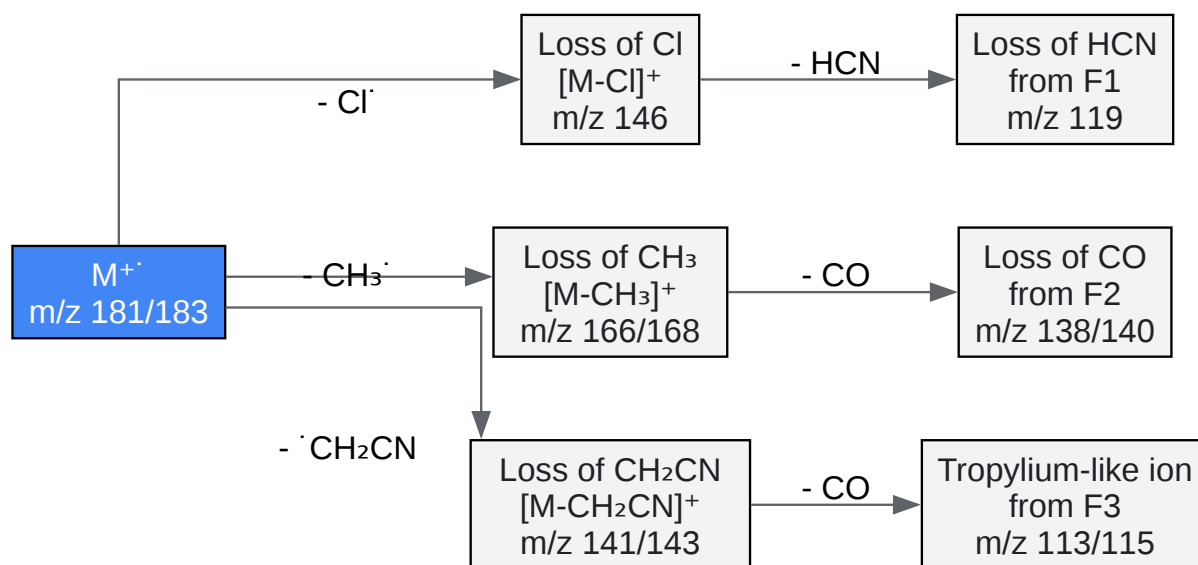 Loss of Cl
[M-Cl]⁺
m/z 146
- HCN
Loss of HCN
from F1
m/z 119
- Cl˙
M⁺˙
m/z 181/183
- CH₃˙
Loss of CH₃
[M-CH₃]⁺
m/z 166/168
- CO
Loss of CO
from F2
m/z 138/140
- ˙CH₂CN
Loss of CH₂CN
[M-CH₂CN]⁺
m/z 141/143
- CO
Tropylium-like ion
from F3
m/z 113/115